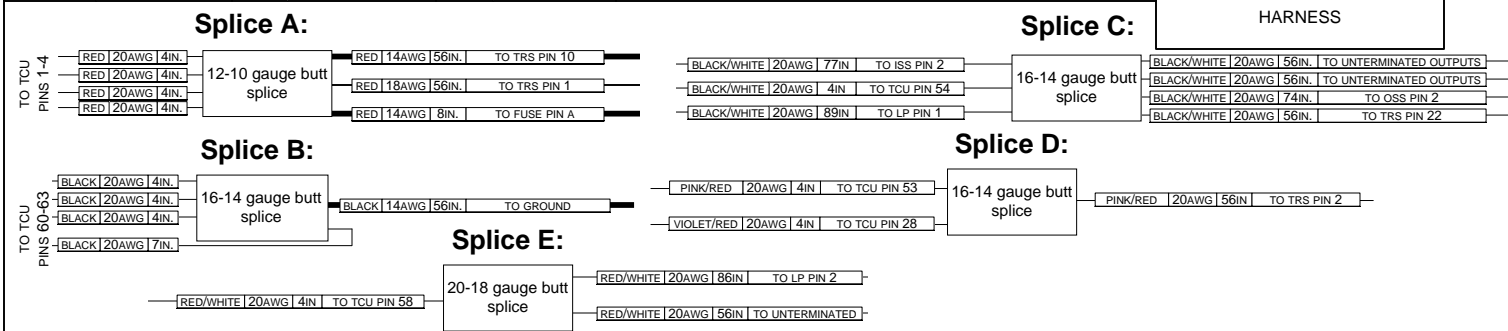 HARNESS
Splice A:
TO TCU
PINS 1-4
RED 20AWG 4IN.
RED 20AWG 4IN.
RED 20AWG 4IN.
RED 20AWG 4IN.
12-10 gauge butt
splice
RED 14AWG 56IN. TO TRS PIN 10
RED 18AWG 56IN. TO TRS PIN 1
RED 14AWG 8IN. TO FUSE PIN A
Splice C:
BLACK/WHITE 20AWG 77IN TO ISS PIN 2
BLACK/WHITE 20AWG 4IN TO TCU PIN 54
BLACK/WHITE 20AWG 89IN TO LP PIN 1
16-14 gauge butt
splice
BLACK/WHITE 20AWG 56IN. TO UNTERMINATED OUTPUTS
BLACK/WHITE 20AWG 56IN. TO UNTERMINATED OUTPUTS
BLACK/WHITE 20AWG 74IN. TO OSS PIN 2
BLACK/WHITE 20AWG 56IN. TO TRS PIN 22
Splice B:
TO TCU
PINS 60-63
BLACK 20AWG 4IN.
BLACK 20AWG 4IN.
BLACK 20AWG 4IN.
BLACK 20AWG 7IN.
16-14 gauge butt
splice
BLACK 14AWG 56IN. TO GROUND
Splice D:
PINK/RED 20AWG 4IN TO TCU PIN 53
VIOLET/RED 20AWG 4IN TO TCU PIN 28
16-14 gauge butt
splice
PINK/RED 20AWG 56IN TO TRS PIN 2
Splice E:
RED/WHITE 20AWG 4IN TO TCU PIN 58
20-18 gauge butt
splice
RED/WHITE 20AWG 86IN TO LP PIN 2
RED/WHITE 20AWG 56IN TO UNTERMINATED